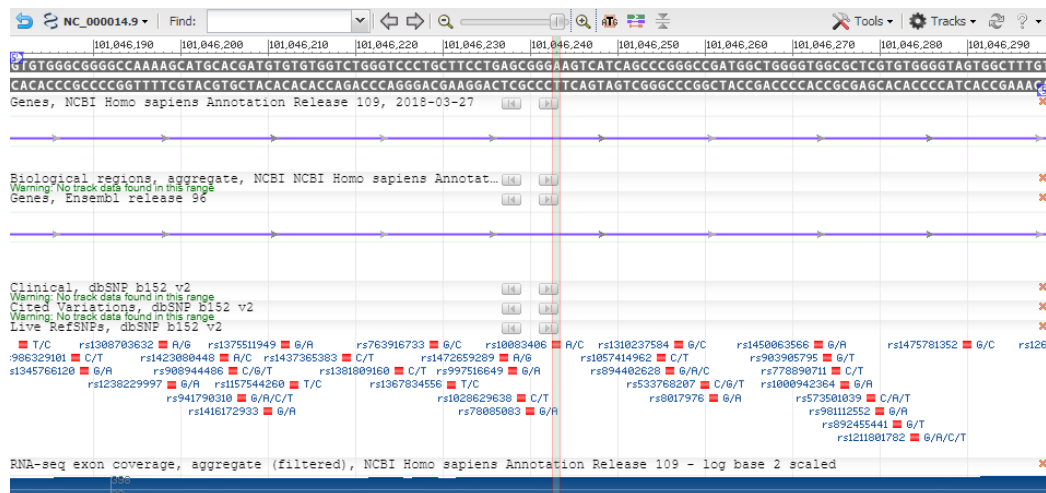 NC_000014.9 Find: Tools Tracks ?
101,046,190 101,046,200 101,046,210 101,046,220 101,046,230 101,046,240 101,046,250 101,046,260 101,046,270 101,046,280 101,046,290
GTGTGGGCGGGGCCAAAAGCATGCACGATGTGTGTGGTCTGGGTCCCTGCTTCCTGAGCGGGAAGTCATCAGCCCGGGCCGATGGCTGGGGTGGCGCTCGTGTGGGGTAGTGGCTTTG
CACACCCGCCCCGGTTTTCGTACGTGCTACACACACCAGACCCAGGGACGAAGGACTCGCCCTTCAGTAGTCGGGCCCGGCTACCGACCCCACCGCGAGCACACCCCATCACCGAAAC
Genes, NCBI Homo sapiens Annotation Release 109, 2018-03-27
Biological regions, aggregate, NCBI NCBI Homo sapiens Annotat...
Warning: No track data found in this range
Genes, Ensembl release 96
Clinical, dbSNP b152 v2
Warning: No track data found in this range
Cited Variations, dbSNP b152 v2
Warning: No track data found in this range
Live RefSNPs, dbSNP b152 v2
T/C rs1308703632 A/G rs1375511949 G/A rs763916733 G/C rs10083406 A/C rs1310237584 G/C rs1450063566 G/A rs1475781352 G/C rs126
:986329101 C/T rs1423080448 A/C rs1437365383 C/T rs1472659289 A/G rs1057414962 C/T rs903905795 G/T
s1345766120 G/A rs908944486 C/T rs1381809160 C/T rs997516649 G/A rs894402628 G/A/C rs778890711 C/T
rs1238229997 G/A rs1157544260 T/C rs1367834556 T/C rs533768207 C/G/T rs1000942364 G/A
rs941790310 G/A/C/T rs1028629638 C/T rs8017976 G/A rs573501039 C/A/T
rs1416172933 G/A rs78085083 G/A rs981112552 G/A
rs892455441 G/T
rs1211801782 G/A/C/T
RNA-seq exon coverage, aggregate (filtered), NCBI Homo sapiens Annotation Release 109 - log base 2 scaled
398